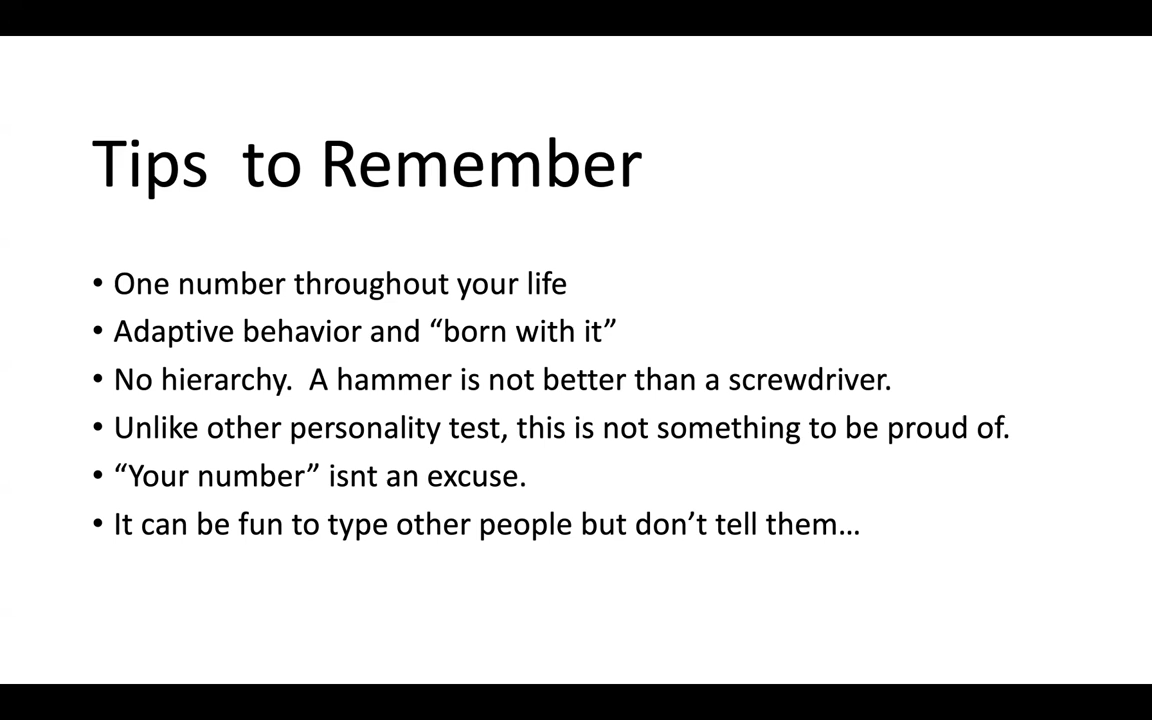 Tips  to Remember
• One number throughout your life
• Adaptive behavior and “born with it”
• No hierarchy.  A hammer is not better than a screwdriver.
• Unlike other personality test, this is not something to be proud of.
• “Your number” isnt an excuse.
• It can be fun to type other people but don’t tell them…